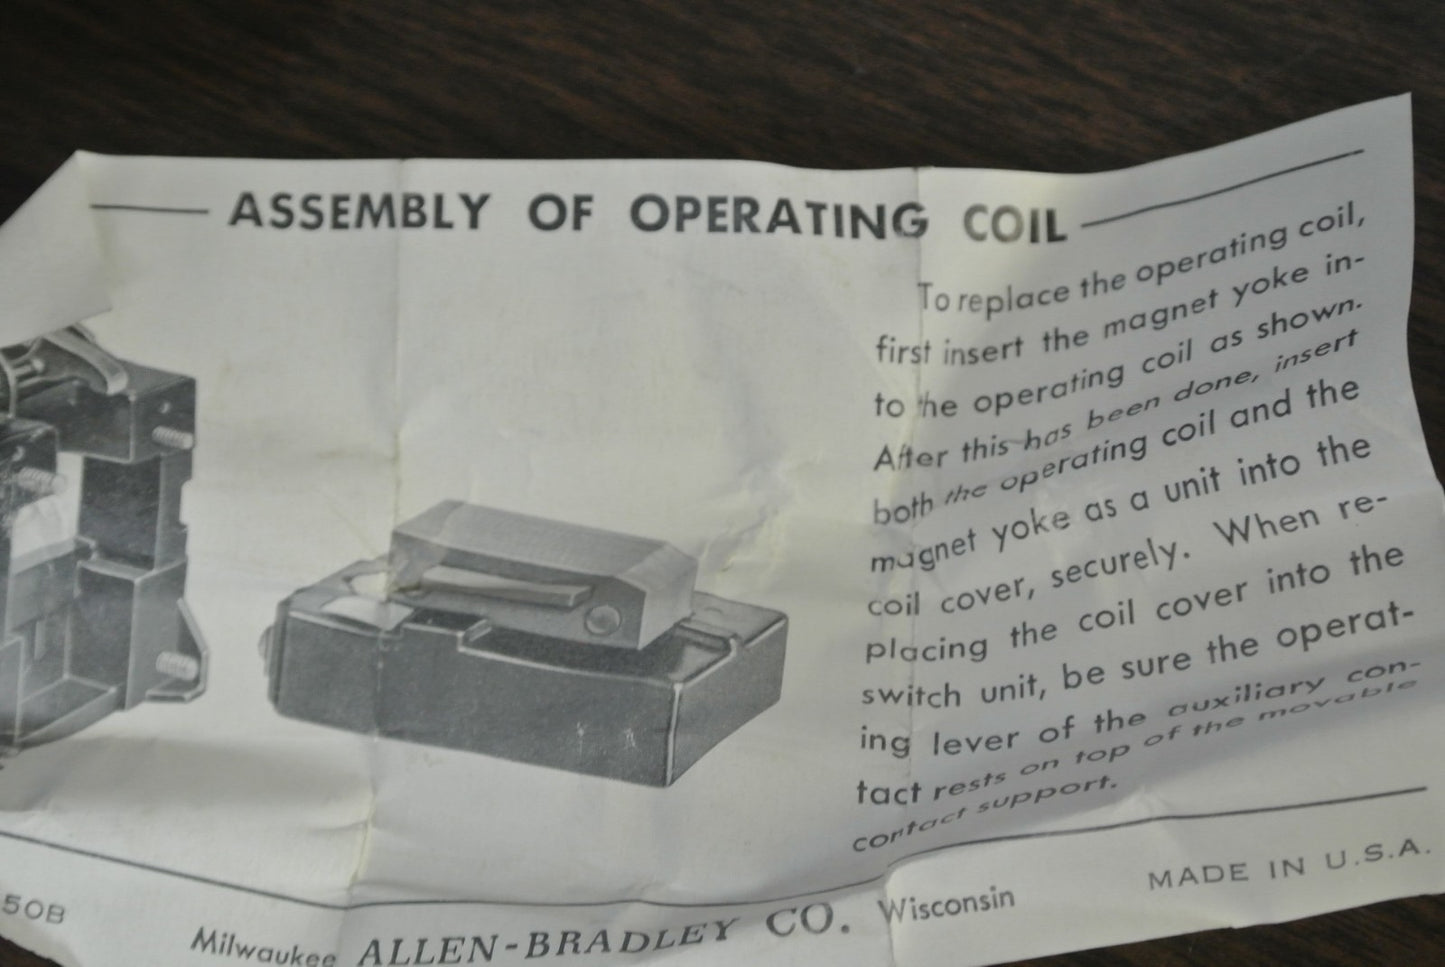 ASSEMBLY OF OPERATING COIL
To replace the operating coil,
first insert the magnet yoke in-
to the operating coil as shown.
After this has been done, insert
both the operating coil and the
magnet yoke as a unit into the
coil cover, securely. When re-
placing the coil cover into the
switch unit, be sure the operat-
ing lever of the auxiliary con-
tact rests on top of the movable
contact support.
50B
Milwaukee ALLEN-BRADLEY CO. Wisconsin
MADE IN U.S.A.